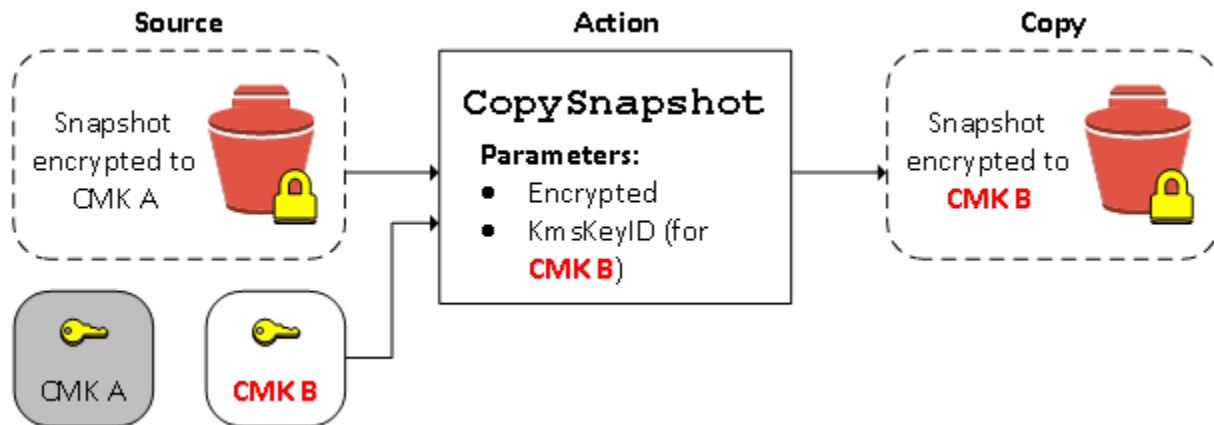 Source
Action
Copy
Snapshot
encrypted to
CMK A
CopySnapshot
Parameters:
● Encrypted
● KmsKeyID (for
CMK B)
Snapshot
encrypted to
CMK B
CMK A
CMK B